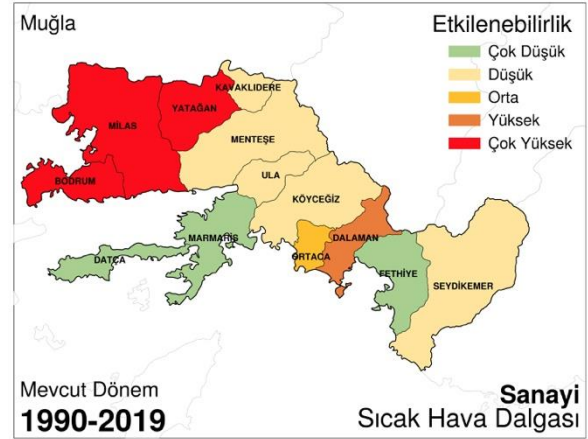 Muğla
Etkilenebilirlik
Çok Düşük
Düşük
Orta
Yüksek
Çok Yüksek
KAVAKLIDERE
YATAĞAN
MİLAS
MENTEŞE
ULA
BODRUM
KÖYCEĞİZ
MARMARİS
DALAMAN
DATÇA
ORTACA
FETHİYE
SEYDİKEMER
Mevcut Dönem
1990-2019
Sanayi
Sıcak Hava Dalgası